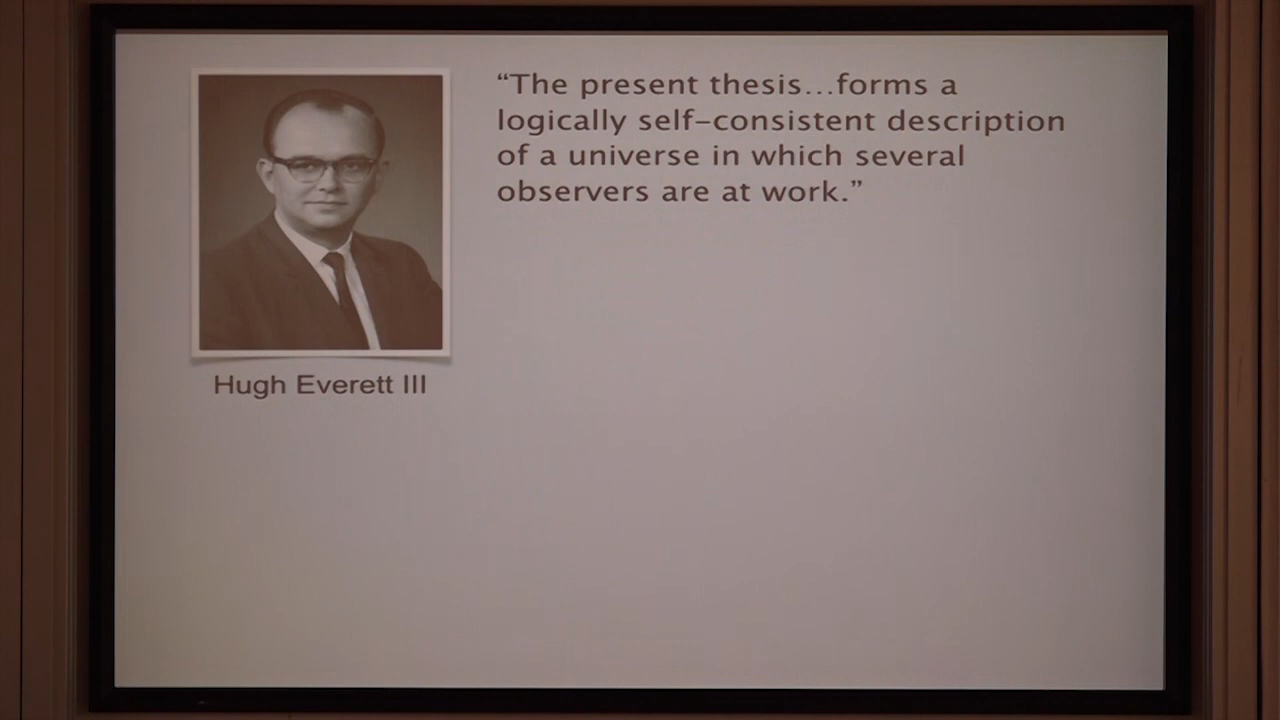 “The present thesis…forms a
logically self-consistent description
of a universe in which several
observers are at work.”
Hugh Everett III